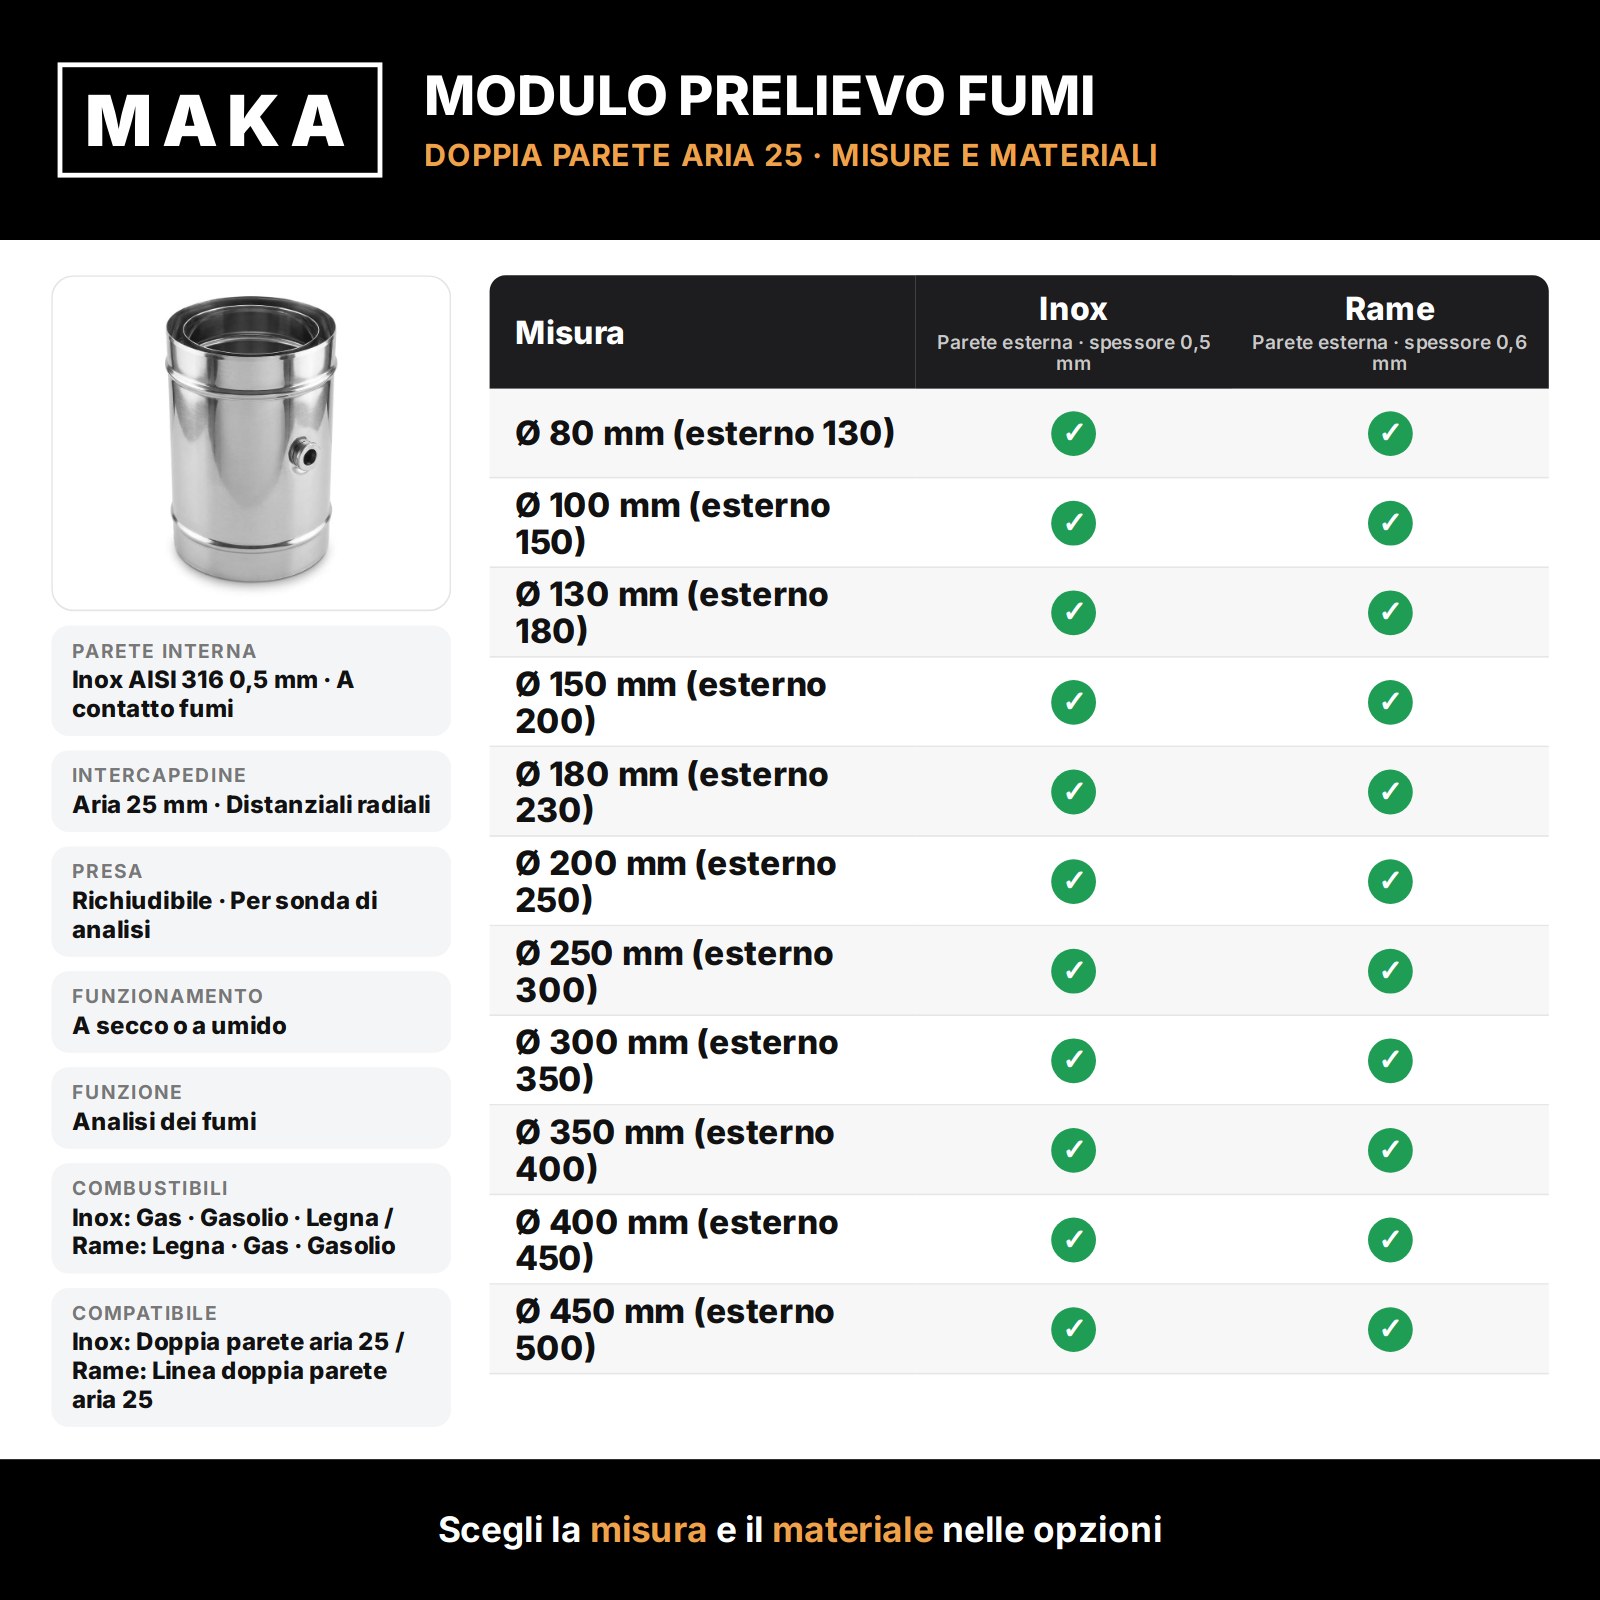 MAKA
MODULO PRELIEVO FUMI
DOPPIA PARETE ARIA 25 · MISURE E MATERIALI
PARETE INTERNA
Inox AISI 316 0,5 mm · A
contatto fumi
INTERCAPEDINE
Aria 25 mm · Distanziali radiali
PRESA
Richiudibile · Per sonda di
analisi
FUNZIONAMENTO
A secco o a umido
FUNZIONE
Analisi dei fumi
COMBUSTIBILI
Inox: Gas · Gasolio · Legna /
Rame: Legna · Gas · Gasolio
COMPATIBILE
Inox: Doppia parete aria 25 /
Rame: Linea doppia parete
aria 25
Misura
Inox
Parete esterna · spessore 0,5
mm
Rame
Parete esterna · spessore 0,6
mm
Ø 80 mm (esterno 130) ✓ ✓
Ø 100 mm (esterno
150) ✓ ✓
Ø 130 mm (esterno
180) ✓ ✓
Ø 150 mm (esterno
200) ✓ ✓
Ø 180 mm (esterno
230) ✓ ✓
Ø 200 mm (esterno
250) ✓ ✓
Ø 250 mm (esterno
300) ✓ ✓
Ø 300 mm (esterno
350) ✓ ✓
Ø 350 mm (esterno
400) ✓ ✓
Ø 400 mm (esterno
450) ✓ ✓
Ø 450 mm (esterno
500) ✓ ✓
Scegli la misura e il materiale nelle opzioni